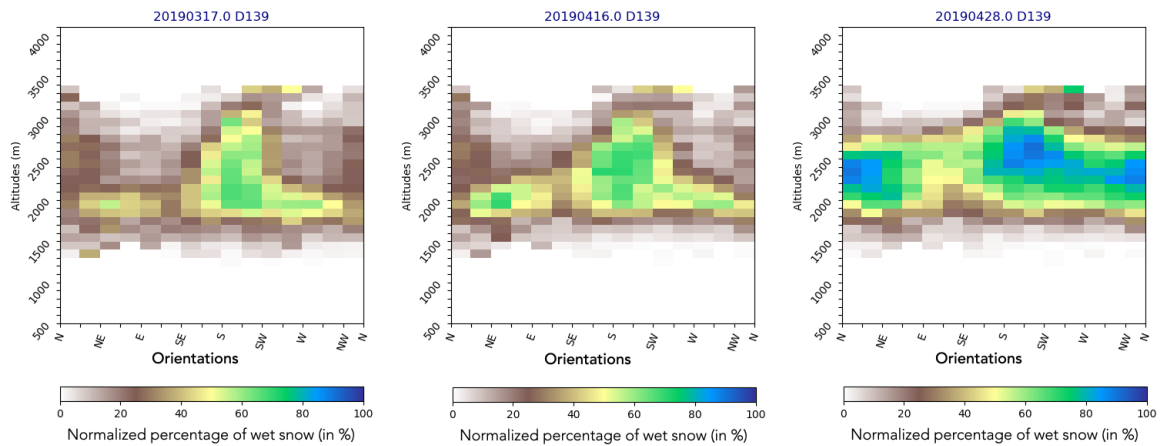 20190317.0 D139
Altitudes (m)
4000
3500
3000
2500
2000
1500
1000
500
N NE E SE S SW W NW N
Orientations
0 20 40 60 80 100
Normalized percentage of wet snow (in %)
20190416.0 D139
Altitudes (m)
4000
3500
3000
2500
2000
1500
1000
500
N NE E SE S SW W NW N
Orientations
0 20 40 60 80 100
Normalized percentage of wet snow (in %)
20190428.0 D139
Altitudes (m)
4000
3500
3000
2500
2000
1500
1000
500
N NE E SE S SW W NW N
Orientations
0 20 40 60 80 100
Normalized percentage of wet snow (in %)